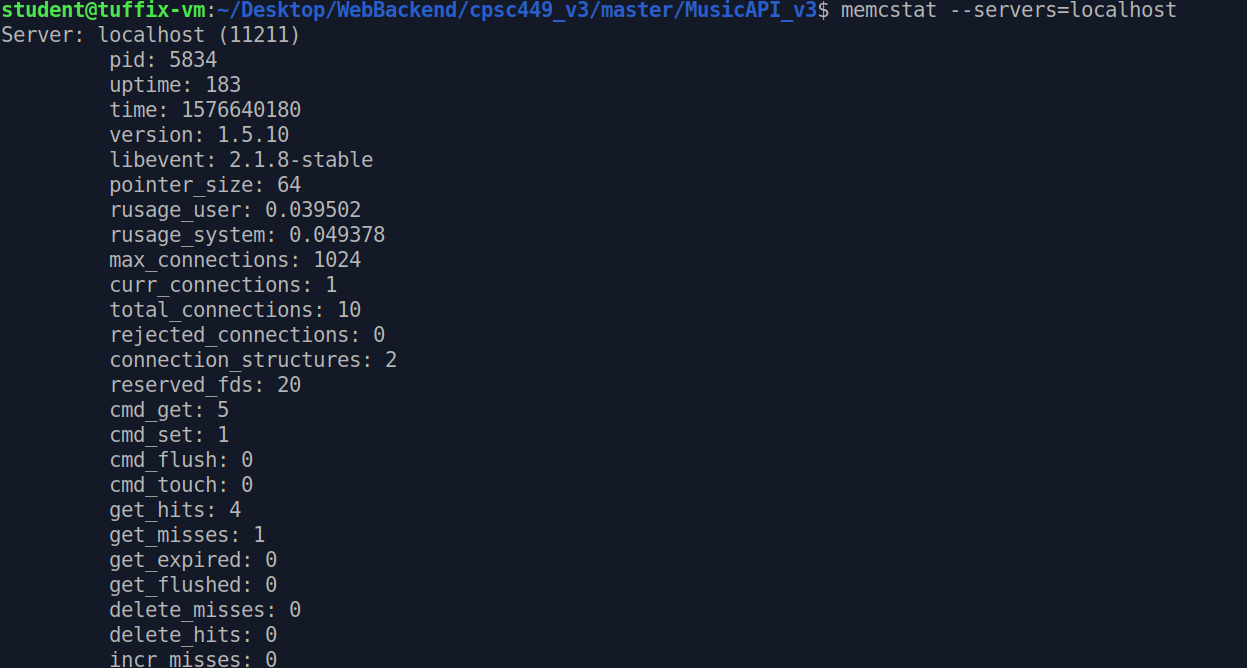 student@tuffix-vm:~/Desktop/WebBackend/cpsc449_v3/master/MusicAPI_v3$ memcstat --servers=localhost
Server: localhost (11211)
pid: 5834
uptime: 183
time: 1576640180
version: 1.5.10
libevent: 2.1.8-stable
pointer_size: 64
rusage_user: 0.039502
rusage_system: 0.049378
max_connections: 1024
curr_connections: 1
total_connections: 10
rejected_connections: 0
connection_structures: 2
reserved_fds: 20
cmd_get: 5
cmd_set: 1
cmd_flush: 0
cmd_touch: 0
get_hits: 4
get_misses: 1
get_expired: 0
get_flushed: 0
delete_misses: 0
delete_hits: 0
incr_misses: 0